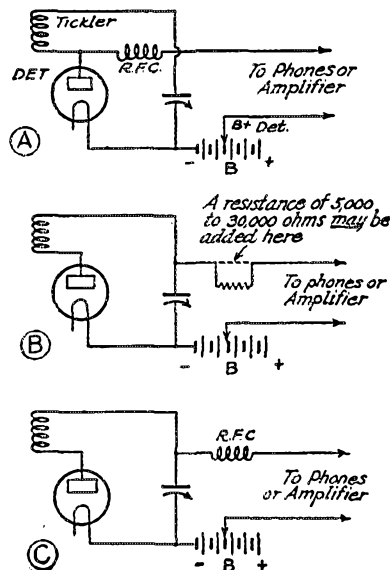 Tickler
R.F.C.
DET
To Phones or
Amplifier
B+ Det.
A
- B +
A resistance of 5,000
to 30,000 ohms may be
added here
To phones or
Amplifier
B
- B +
R.F.C
To Phones
or Amplifier
C
- B +